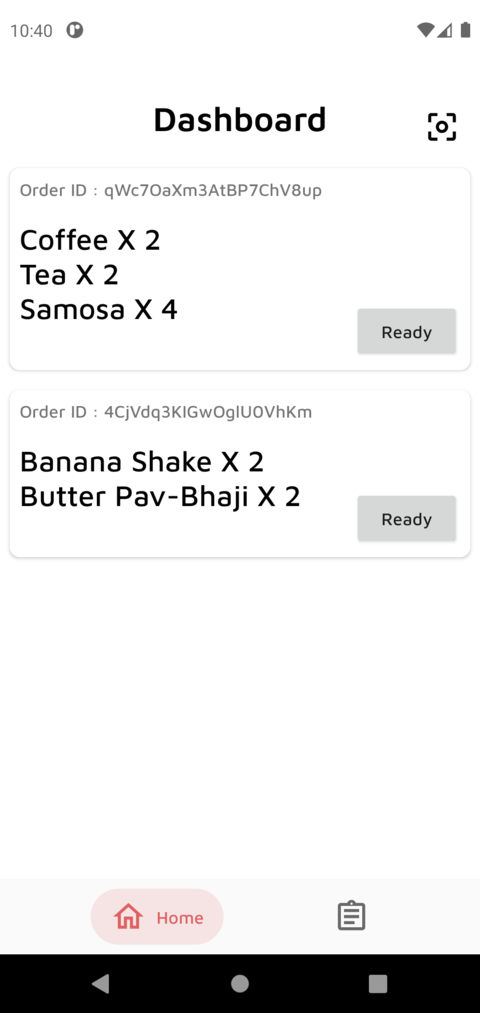 10:40
Dashboard
Order ID : qWc7OaXm3AtBP7ChV8up
Coffee X 2
Tea X 2
Samosa X 4
Ready
Order ID : 4CjVdq3KIGwOglU0VhKm
Banana Shake X 2
Butter Pav-Bhaji X 2
Ready
Home